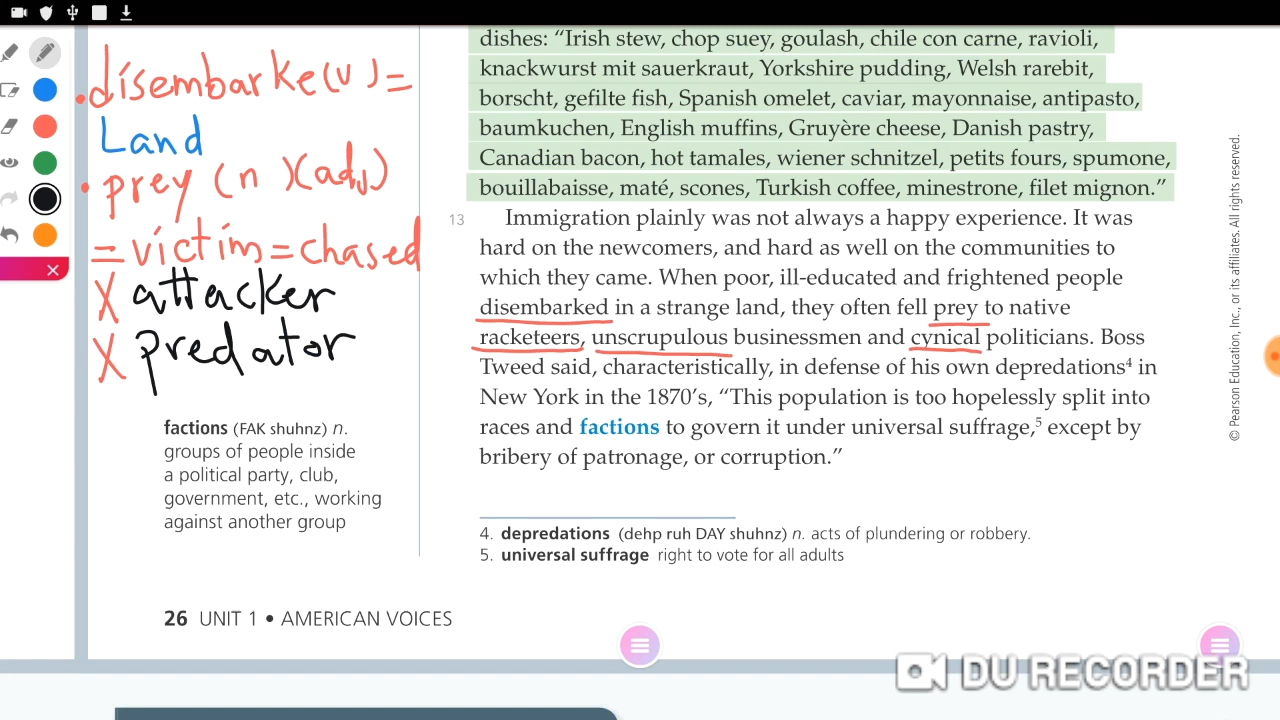 .disembarke(v) =
Land
. prey (n)(adj)
= victim = chased
X attacker
X predator
factions (FAK shuhnz) n.
groups of people inside
a political party, club,
government, etc., working
against another group
dishes: “Irish stew, chop suey, goulash, chile con carne, ravioli,
knackwurst mit sauerkraut, Yorkshire pudding, Welsh rarebit,
borscht, gefilte fish, Spanish omelet, caviar, mayonnaise, antipasto,
baumkuchen, English muffins, Gruyère cheese, Danish pastry,
Canadian bacon, hot tamales, wiener schnitzel, petits fours, spumone,
bouillabaisse, maté, scones, Turkish coffee, minestrone, filet mignon.”
13 Immigration plainly was not always a happy experience. It was
hard on the newcomers, and hard as well on the communities to
which they came. When poor, ill-educated and frightened people
disembarked in a strange land, they often fell prey to native
racketeers, unscrupulous businessmen and cynical politicians. Boss
Tweed said, characteristically, in defense of his own depredations⁴ in
New York in the 1870’s, “This population is too hopelessly split into
races and factions to govern it under universal suffrage,⁵ except by
bribery of patronage, or corruption.”
4. depredations (dehp ruh DAY shuhnz) n. acts of plundering or robbery.
5. universal suffrage right to vote for all adults
26 UNIT 1 • AMERICAN VOICES
© Pearson Education, Inc., or its affiliates. All rights reserved.
DU RECORDER